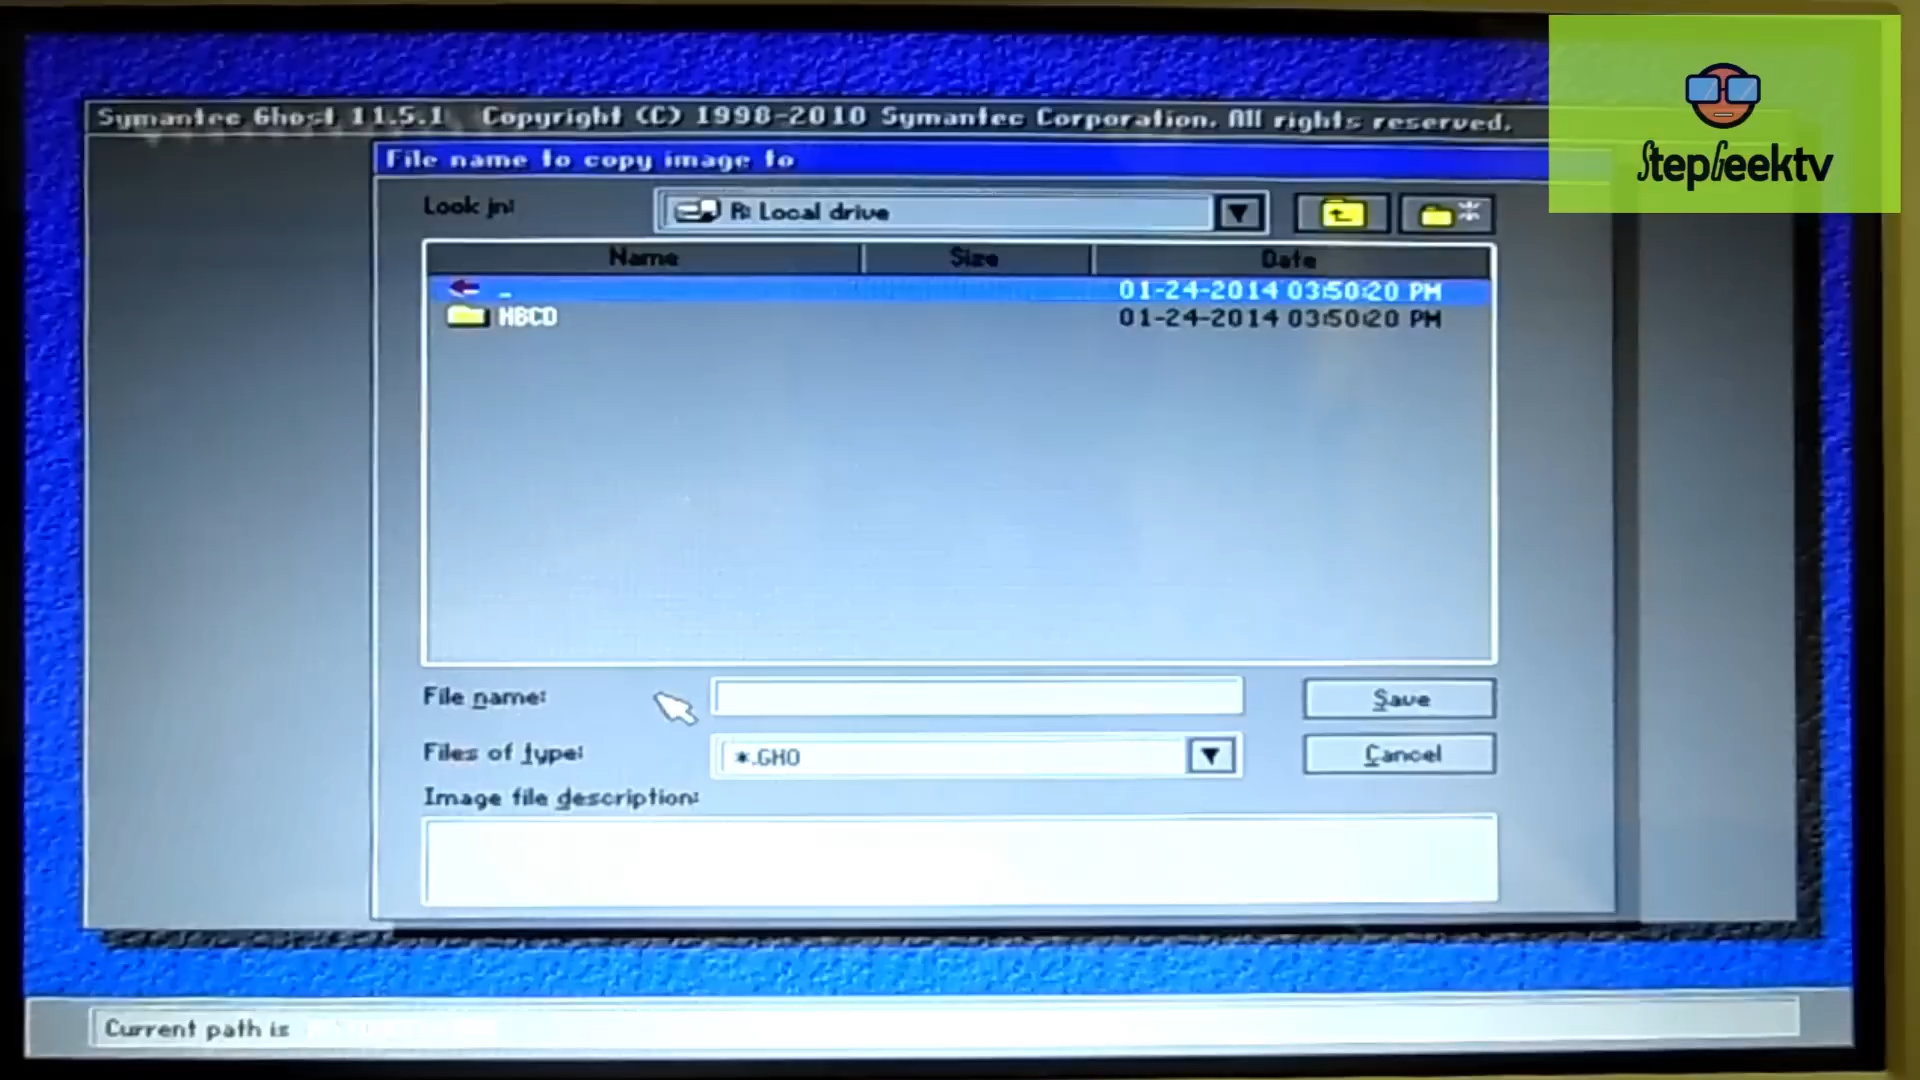 StepGeektv
Symantec Ghost 11.5.1 Copyright (C) 1998-2010 Symantec Corporation. All rights reserved.
File name to copy image to
Look in:
R: Local drive
Name Size Date
.. 01-24-2014 03:50:20 PM
HBCD 01-24-2014 03:50:20 PM
File name:
Save
Files of type:
*.GHO
Cancel
Image file description:
Current path is